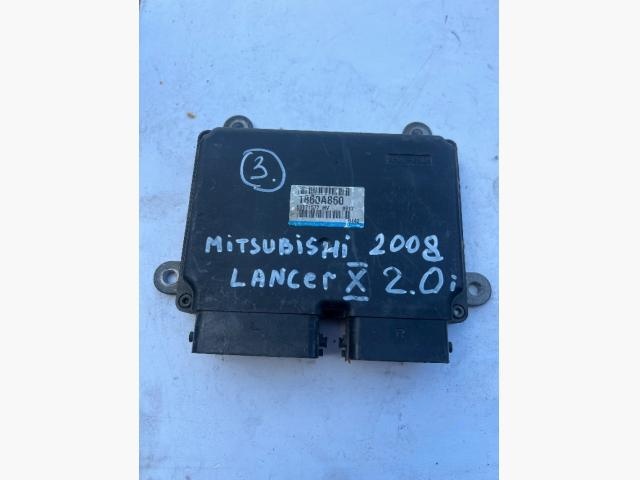 3.
1860A860
MITSUBISHI 2008
LANCER X 2.0i
L R